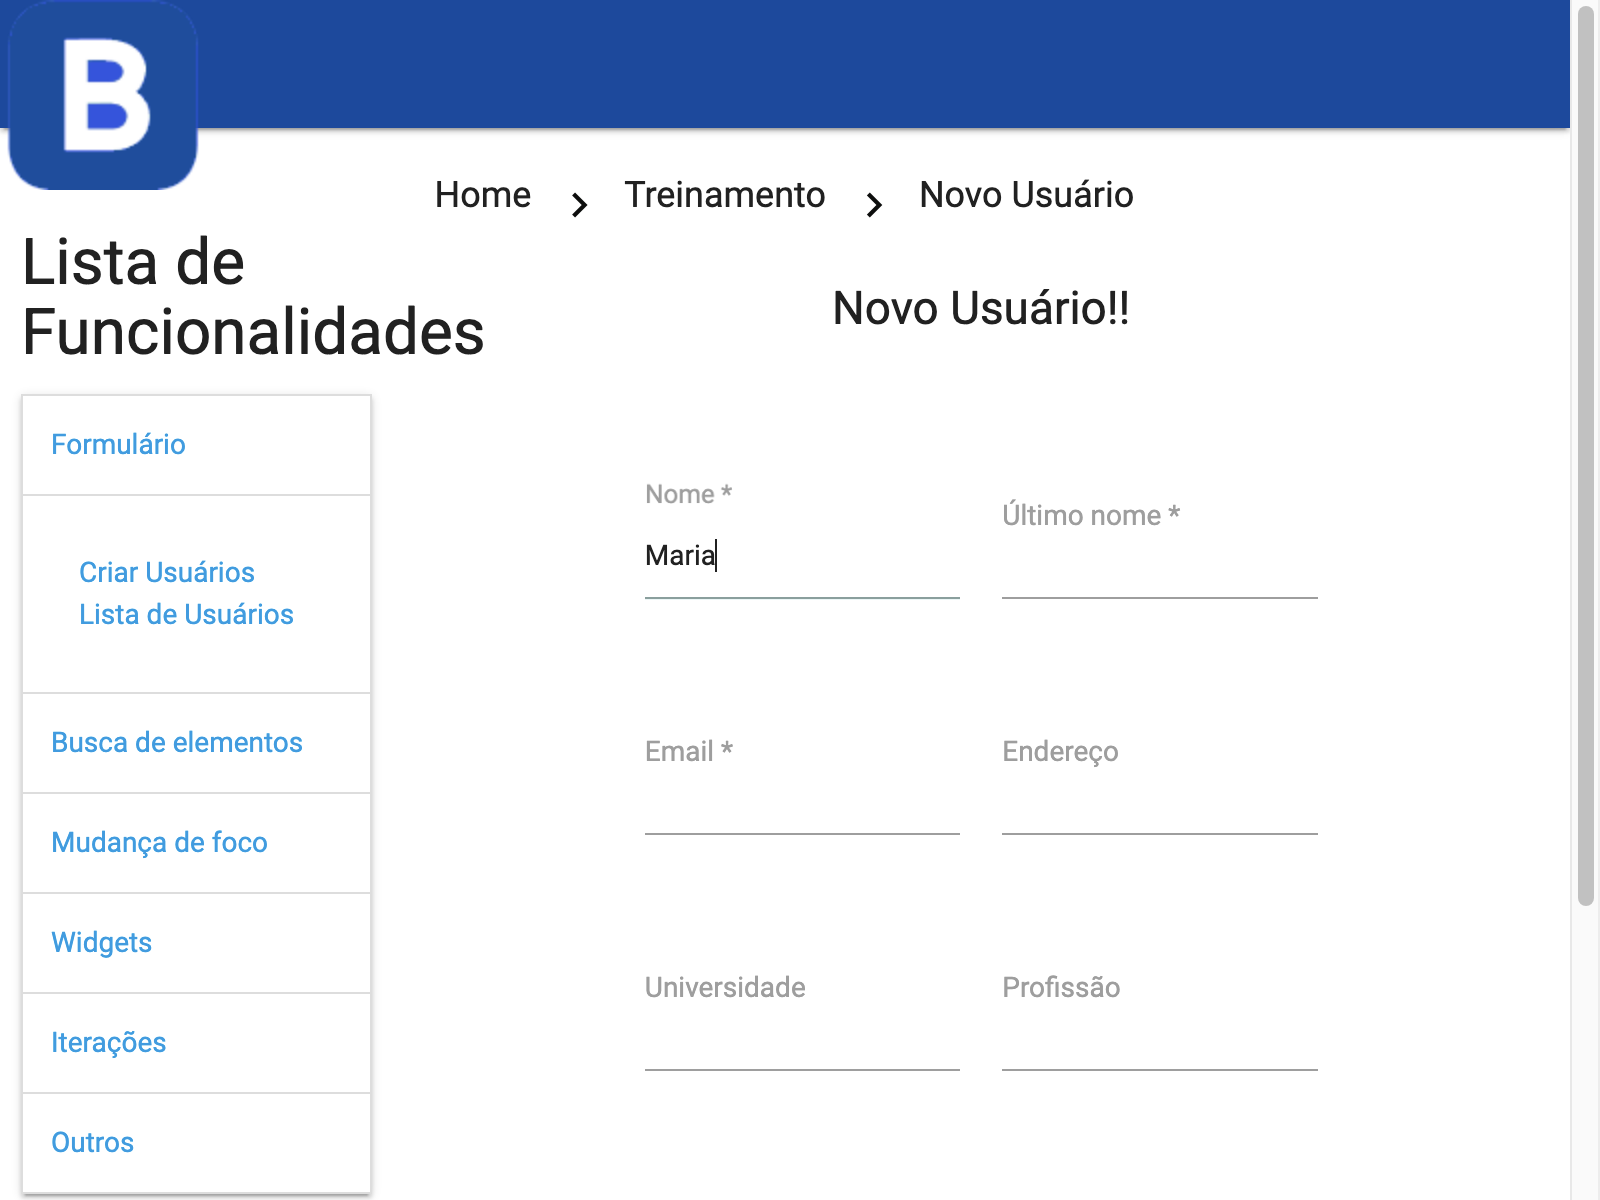 B
Home
Treinamento
Novo Usuário
Lista de
Funcionalidades
Novo Usuário!!
Formulário
Criar Usuários
Lista de Usuários
Busca de elementos
Mudança de foco
Widgets
Iterações
Outros
Nome *
Maria
Último nome *
Email *
Endereço
Universidade
Profissão